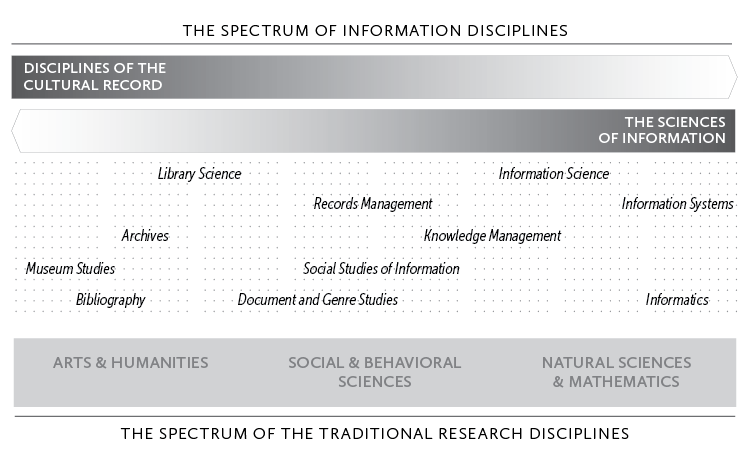 THE SPECTRUM OF INFORMATION DISCIPLINES
DISCIPLINES OF THE
CULTURAL RECORD
THE SCIENCES
OF INFORMATION
Library Science
Information Science
Records Management
Information Systems
Archives
Knowledge Management
Museum Studies
Social Studies of Information
Bibliography
Document and Genre Studies
Informatics
ARTS & HUMANITIES
SOCIAL & BEHAVIORAL
SCIENCES
NATURAL SCIENCES
& MATHEMATICS
THE SPECTRUM OF THE TRADITIONAL RESEARCH DISCIPLINES